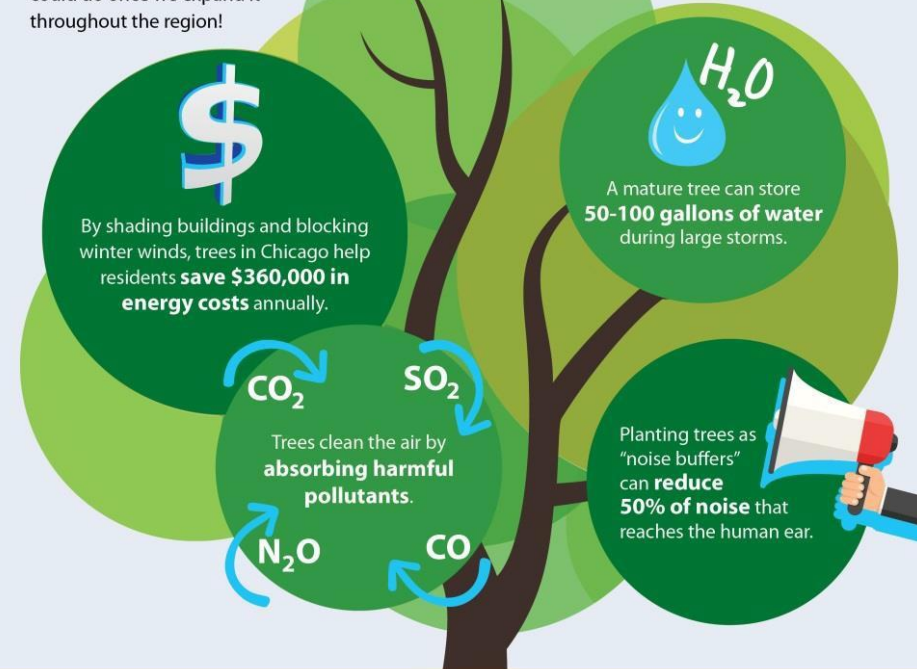 throughout the region!
By shading buildings and blocking
winter winds, trees in Chicago help
residents save $360,000 in
energy costs annually.
H₂O
A mature tree can store
50-100 gallons of water
during large storms.
CO₂
SO₂
Trees clean the air by
absorbing harmful
pollutants.
N₂O
CO
Planting trees as
"noise buffers"
can reduce
50% of noise that
reaches the human ear.